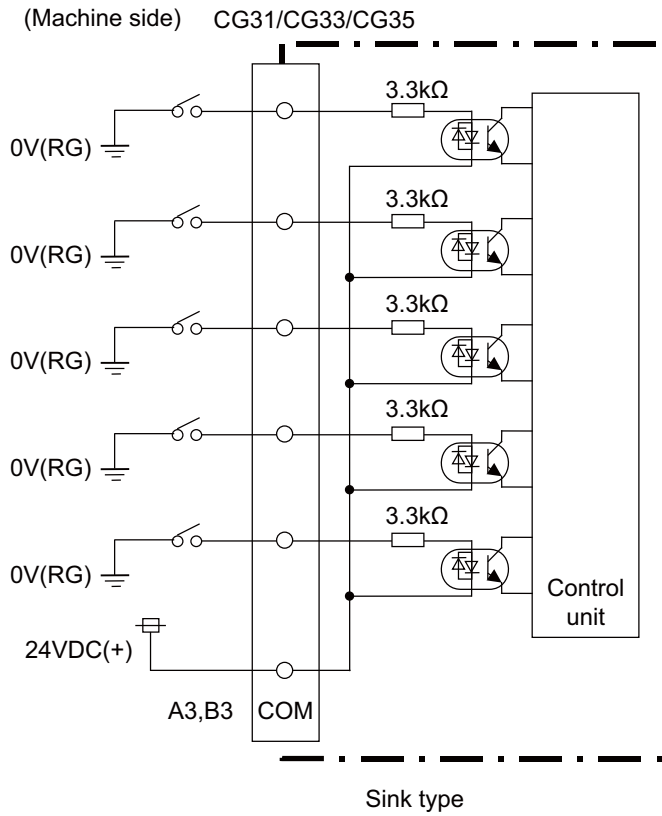 (Machine side) CG31/CG33/CG35
3.3kΩ
0V(RG)
3.3kΩ
0V(RG)
3.3kΩ
0V(RG)
3.3kΩ
0V(RG)
3.3kΩ
0V(RG)
Control
unit
24VDC(+)
A3,B3 COM
Sink type